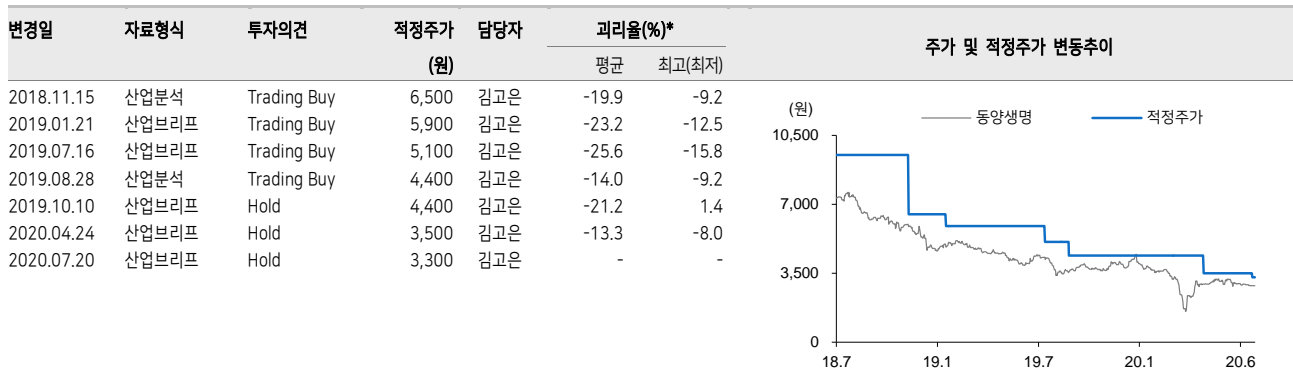 변경일 자료형식 투자의견 적정주가 담당자 괴리율(%)*
(원) 평균 최고(최저)
2018.11.15 산업분석 Trading Buy 6,500 김고은 -19.9 -9.2
2019.01.21 산업브리프 Trading Buy 5,900 김고은 -23.2 -12.5
2019.07.16 산업브리프 Trading Buy 5,100 김고은 -25.6 -15.8
2019.08.28 산업분석 Trading Buy 4,400 김고은 -14.0 -9.2
2019.10.10 산업브리프 Hold 4,400 김고은 -21.2 1.4
2020.04.24 산업브리프 Hold 3,500 김고은 -13.3 -8.0
2020.07.20 산업브리프 Hold 3,300 김고은 - -
주가 및 적정주가 변동추이
(원) 동양생명 적정주가
10,500
7,000
3,500
0
18.7 19.1 19.7 20.1 20.6